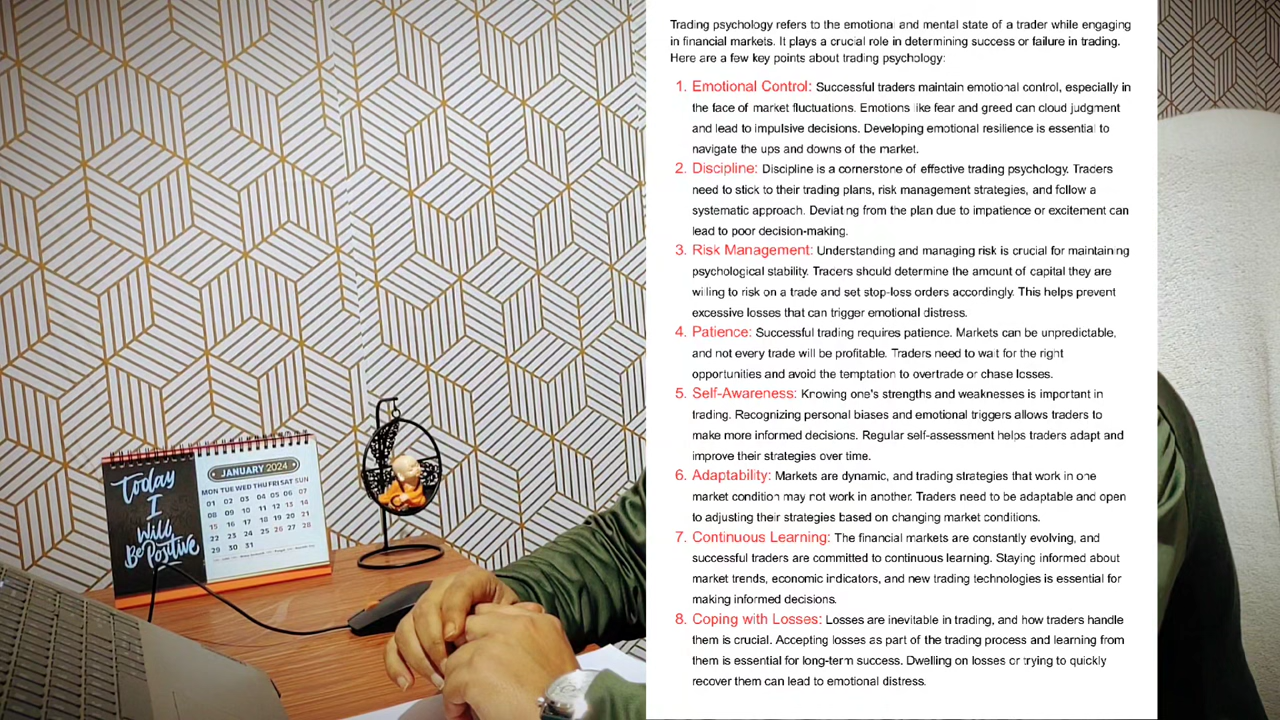 Trading psychology refers to the emotional and mental state of a trader while engaging
in financial markets. It plays a crucial role in determining success or failure in trading.
Here are a few key points about trading psychology:
1. Emotional Control: Successful traders maintain emotional control, especially in
the face of market fluctuations. Emotions like fear and greed can cloud judgment
and lead to impulsive decisions. Developing emotional resilience is essential to
navigate the ups and downs of the market.
2. Discipline: Discipline is a cornerstone of effective trading psychology. Traders
need to stick to their trading plans, risk management strategies, and follow a
systematic approach. Deviating from the plan due to impatience or excitement can
lead to poor decision-making.
3. Risk Management: Understanding and managing risk is crucial for maintaining
psychological stability. Traders should determine the amount of capital they are
willing to risk on a trade and set stop-loss orders accordingly. This helps prevent
excessive losses that can trigger emotional distress.
4. Patience: Successful trading requires patience. Markets can be unpredictable,
and not every trade will be profitable. Traders need to wait for the right
opportunities and avoid the temptation to overtrade or chase losses.
5. Self-Awareness: Knowing one's strengths and weaknesses is important in
trading. Recognizing personal biases and emotional triggers allows traders to
make more informed decisions. Regular self-assessment helps traders adapt and
improve their strategies over time.
6. Adaptability: Markets are dynamic, and trading strategies that work in one
market condition may not work in another. Traders need to be adaptable and open
to adjusting their strategies based on changing market conditions.
7. Continuous Learning: The financial markets are constantly evolving, and
successful traders are committed to continuous learning. Staying informed about
market trends, economic indicators, and new trading technologies is essential for
making informed decisions.
8. Coping with Losses: Losses are inevitable in trading, and how traders handle
them is crucial. Accepting losses as part of the trading process and learning from
them is essential for long-term success. Dwelling on losses or trying to quickly
recover them can lead to emotional distress.
today
I
will
Be Positive
JANUARY 2024
MON TUE WED THU FRI SAT SUN
01 02 03 04 05 06 07
08 09 10 11 12 13 14
15 16 17 18 19 20 21
22 23 24 25 26 27 28
29 30 31